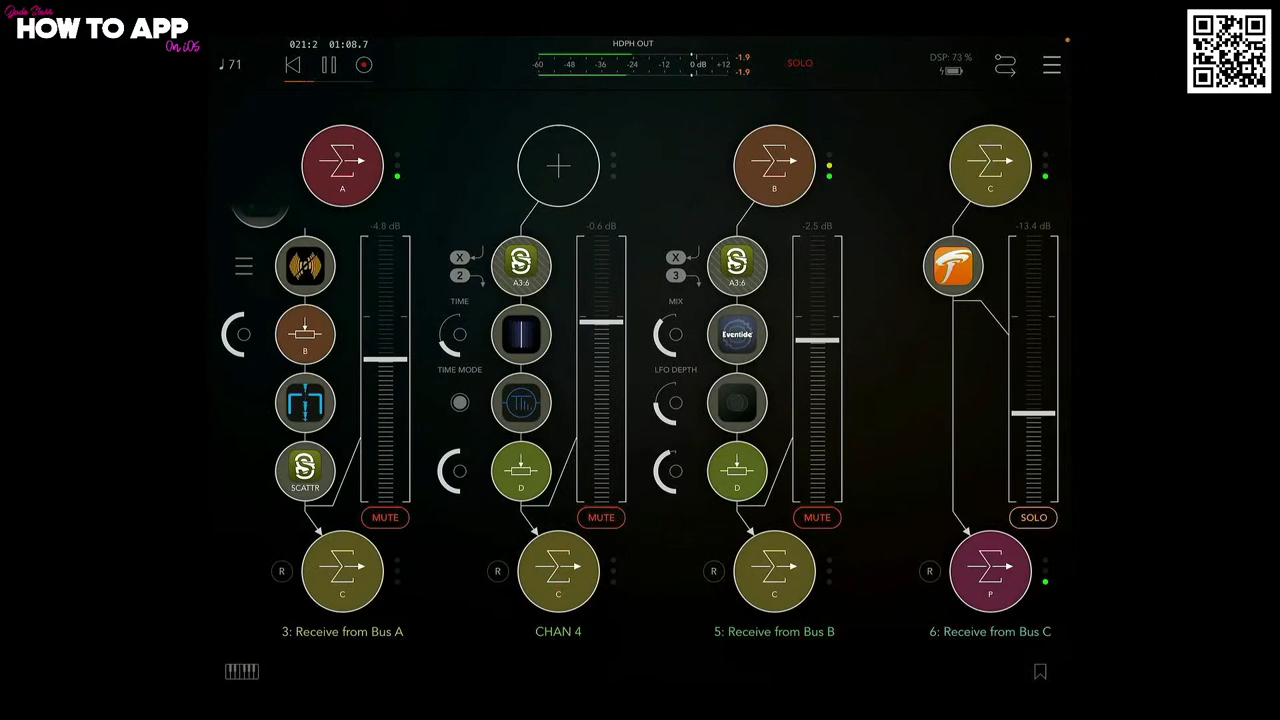 Jade Starr
HOW TO APP
On iOS
♩71
021:2 01:08.7
HDPH OUT
-60 -48 -36 -24 -12 0 dB +12
-1.9
-1.9
SOLO
DSP: 73 %
A
B
C
-4.8 dB
-0.6 dB
-2.5 dB
-13.4 dB
X
2
A3:6
X
3
A3:6
TIME
MIX
B
Eventide
TIME MODE
LFO DEPTH
SCATTR
D
D
MUTE
MUTE
MUTE
SOLO
R
C
R
C
R
C
R
P
3: Receive from Bus A
CHAN 4
5: Receive from Bus B
6: Receive from Bus C